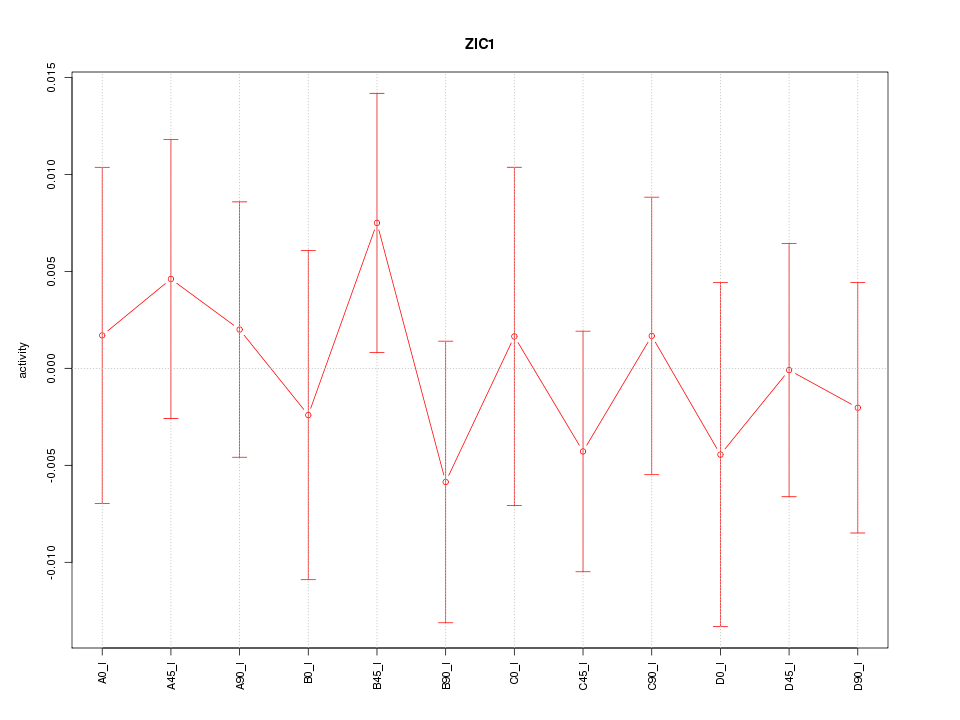 ZIC1
activity
0.015
0.010
0.005
0.000
-0.005
-0.010
A0_I
A45_I
A90_I
B0_I
B45_I
B90_I
C0_I
C45_I
C90_I
D0_I
D45_I
D90_I